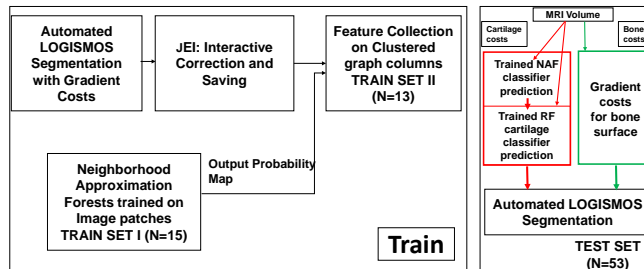 Automated
LOGISMOS
Segmentation
with Gradient
Costs
JEI: Interactive
Correction and
Saving
Feature Collection
on Clustered
graph columns
TRAIN SET II
(N=13)
Neighborhood
Approximation
Forests trained on
Image patches
TRAIN SET I (N=15)
Output Probability
Map
Train
MRI Volume
Cartilage
costs
Bone
costs
Trained NAF
classifier
prediction
Trained RF
cartilage
classifier
prediction
Gradient
costs
for bone
surface
Automated LOGISMOS
Segmentation
TEST SET
(N=53)